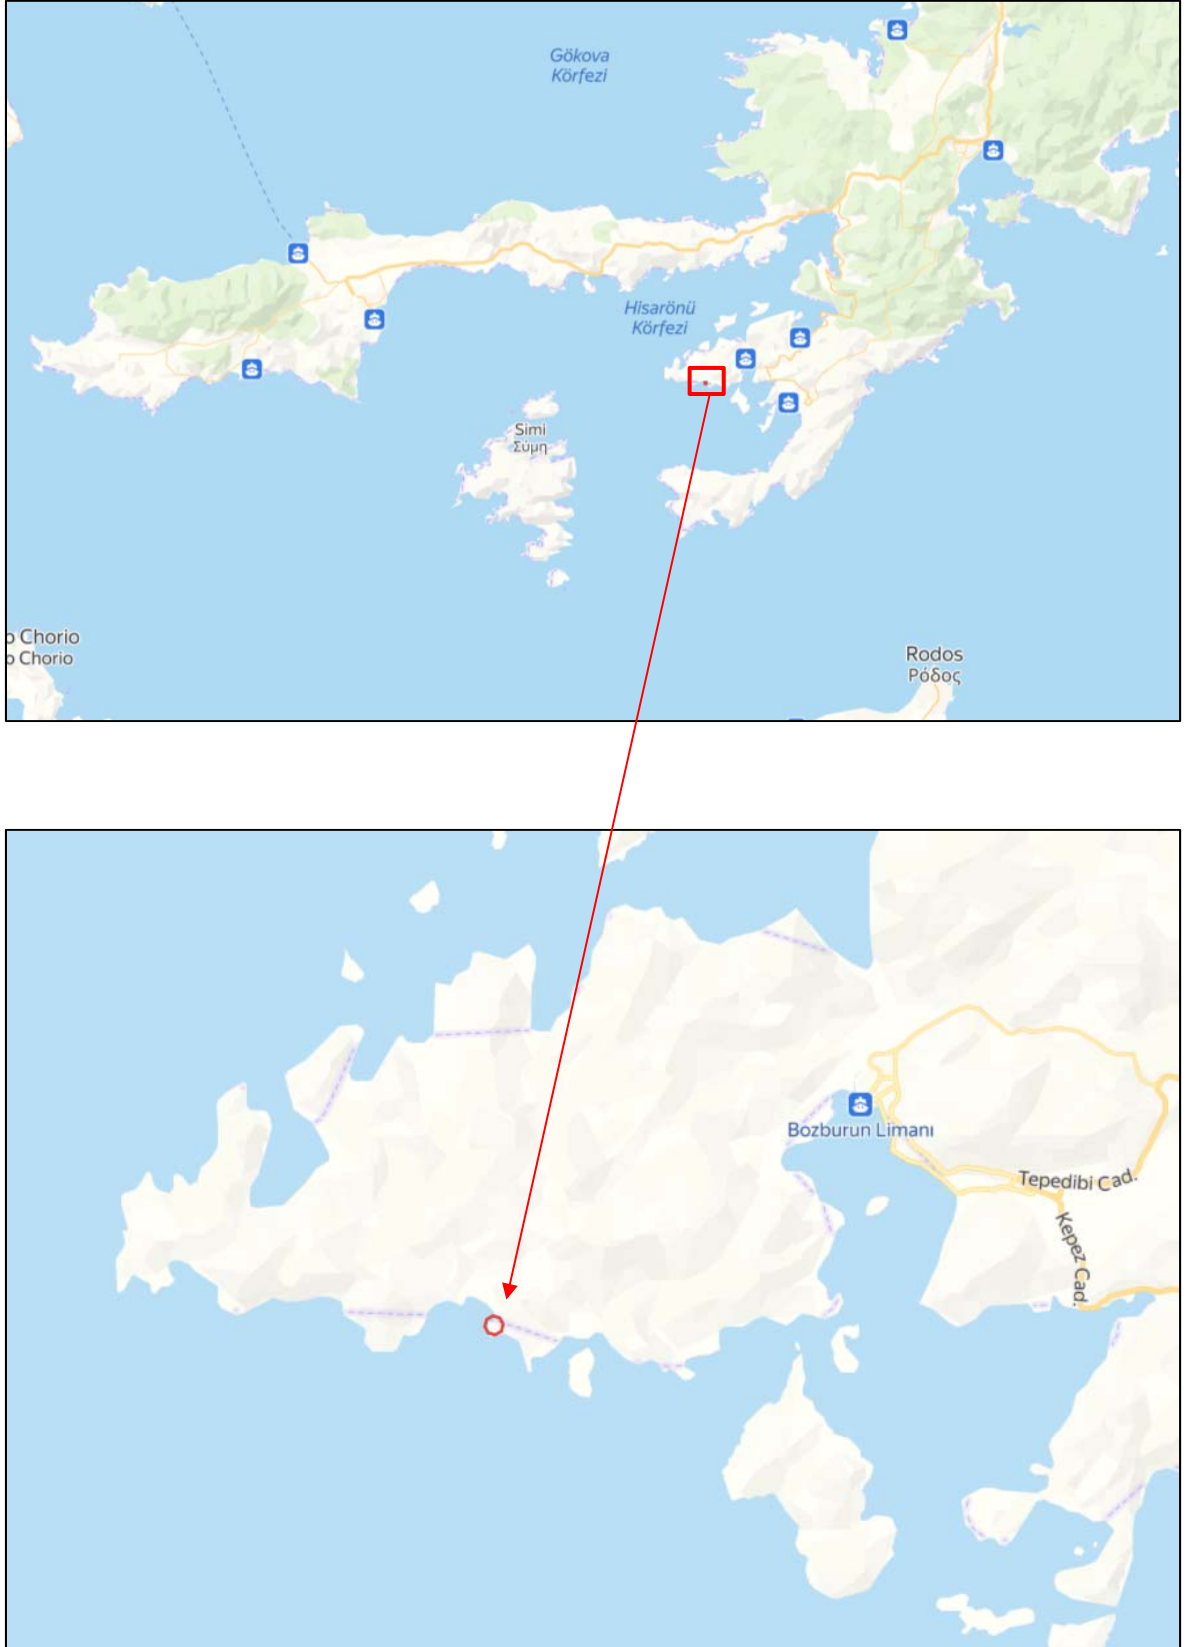 Gökova
Körfezi
Hisarönü
Körfezi
Simi
Σύμη
o Chorio
o Chorio
Rodos
Ρόδος
Bozburun Limanı
Tepedibi Cad.
Kepez Cad.